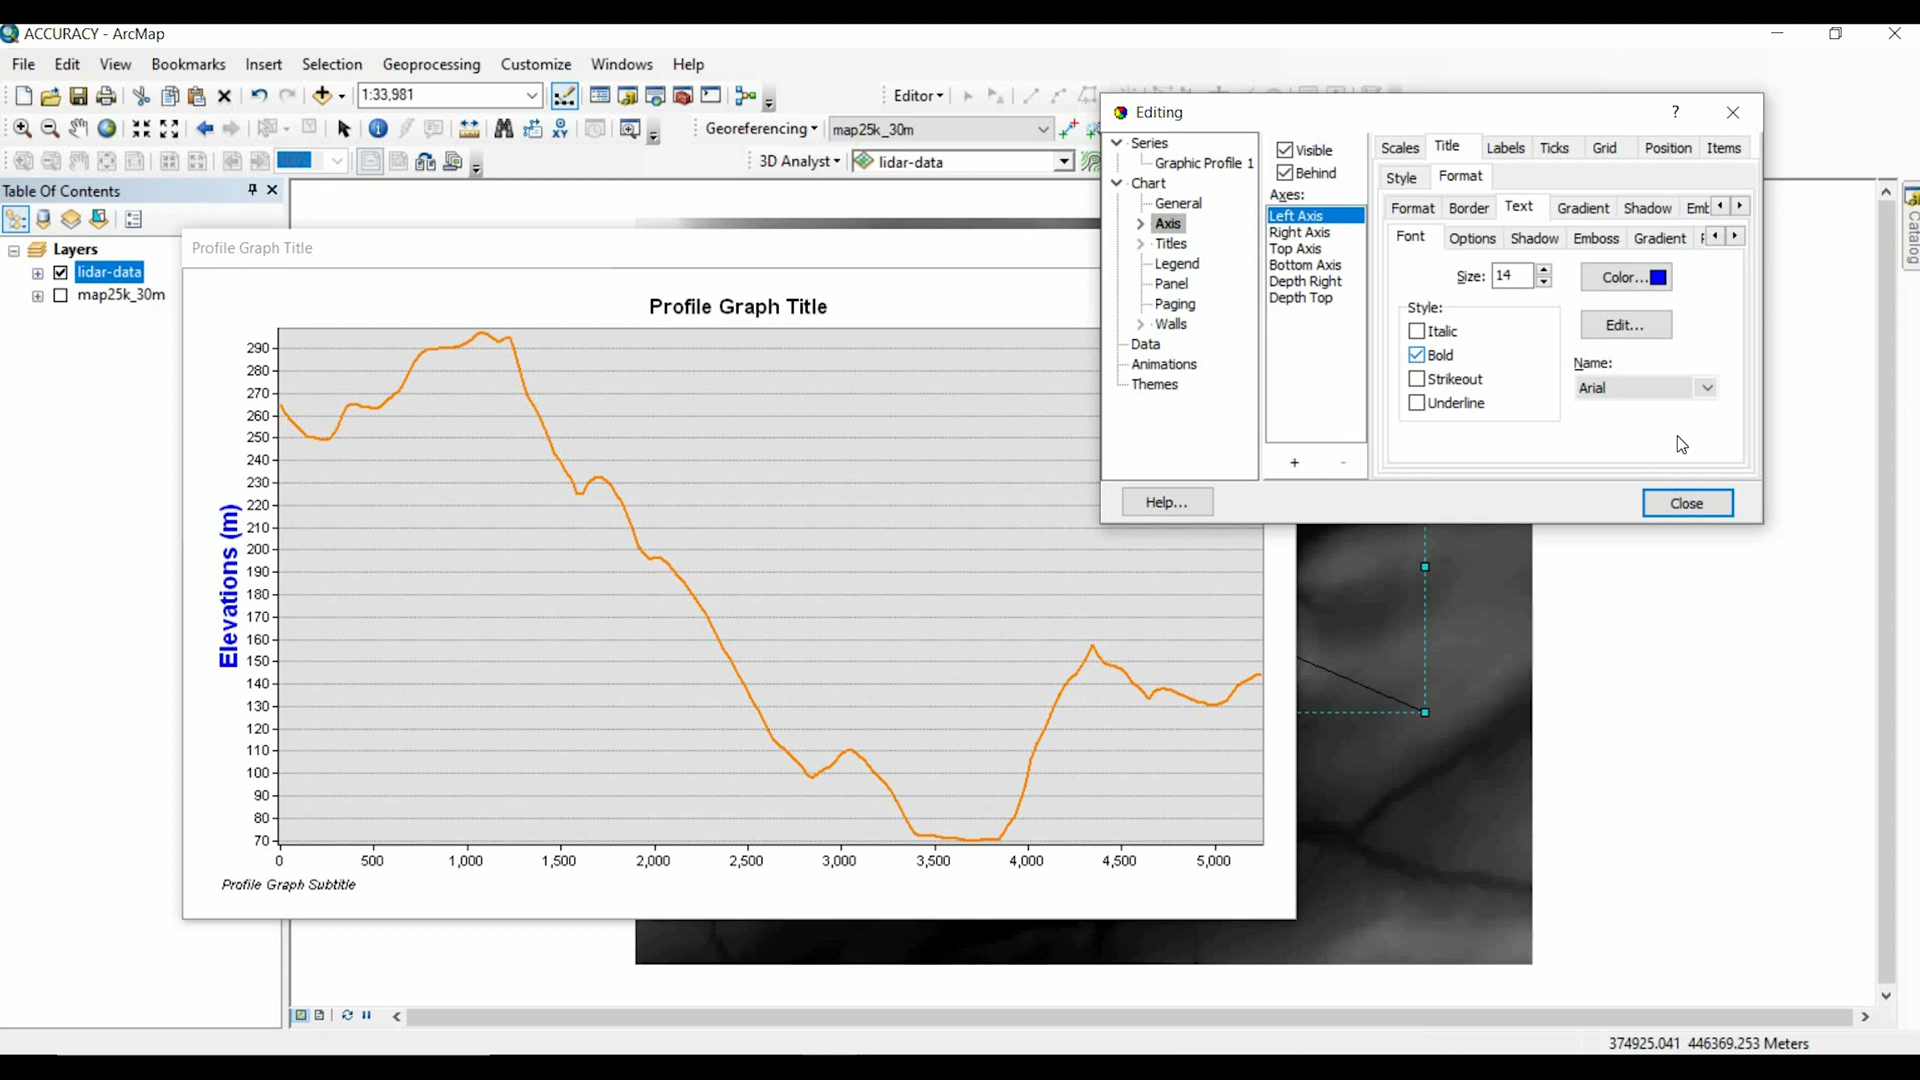 ACCURACY - ArcMap
File Edit View Bookmarks Insert Selection Geoprocessing Customize Windows Help
1:33,981
Editor
Georeferencing
map25k_30m
3D Analyst
lidar-data
Table Of Contents
Layers
lidar-data
map25k_30m
Catalog
Profile Graph Title
Profile Graph Title
290
280
270
260
250
240
230
220
210
200
190
180
170
160
150
140
130
120
110
100
90
80
70
Elevations (m)
0 500 1,000 1,500 2,000 2,500 3,000 3,500 4,000 4,500 5,000
Profile Graph Subtitle
Editing
?
Series
Graphic Profile 1
Chart
General
Axis
Titles
Legend
Panel
Paging
Walls
Data
Animations
Themes
Visible
Behind
Axes:
Left Axis
Right Axis
Top Axis
Bottom Axis
Depth Right
Depth Top
+ -
Scales Title Labels Ticks Grid Position Items
Style Format
Format Border Text Gradient Shadow Emb
Font Options Shadow Emboss Gradient
Size: 14
Color...
Style:
Italic
Bold
Strikeout
Underline
Edit...
Name:
Arial
Help...
Close
374925.041 446369.253 Meters